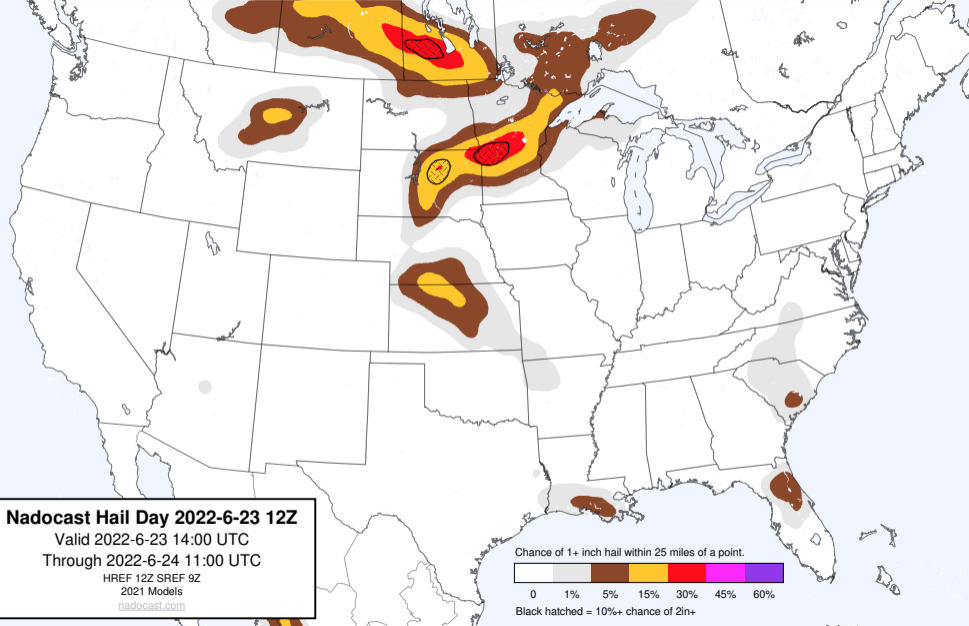 Nadocast Hail Day 2022-6-23 12Z
Valid 2022-6-23 14:00 UTC
Through 2022-6-24 11:00 UTC
HREF 12Z SREF 9Z
2021 Models
nadocast.com
Chance of 1+ inch hail within 25 miles of a point.
0 1% 5% 15% 30% 45% 60%
Black hatched = 10%+ chance of 2in+